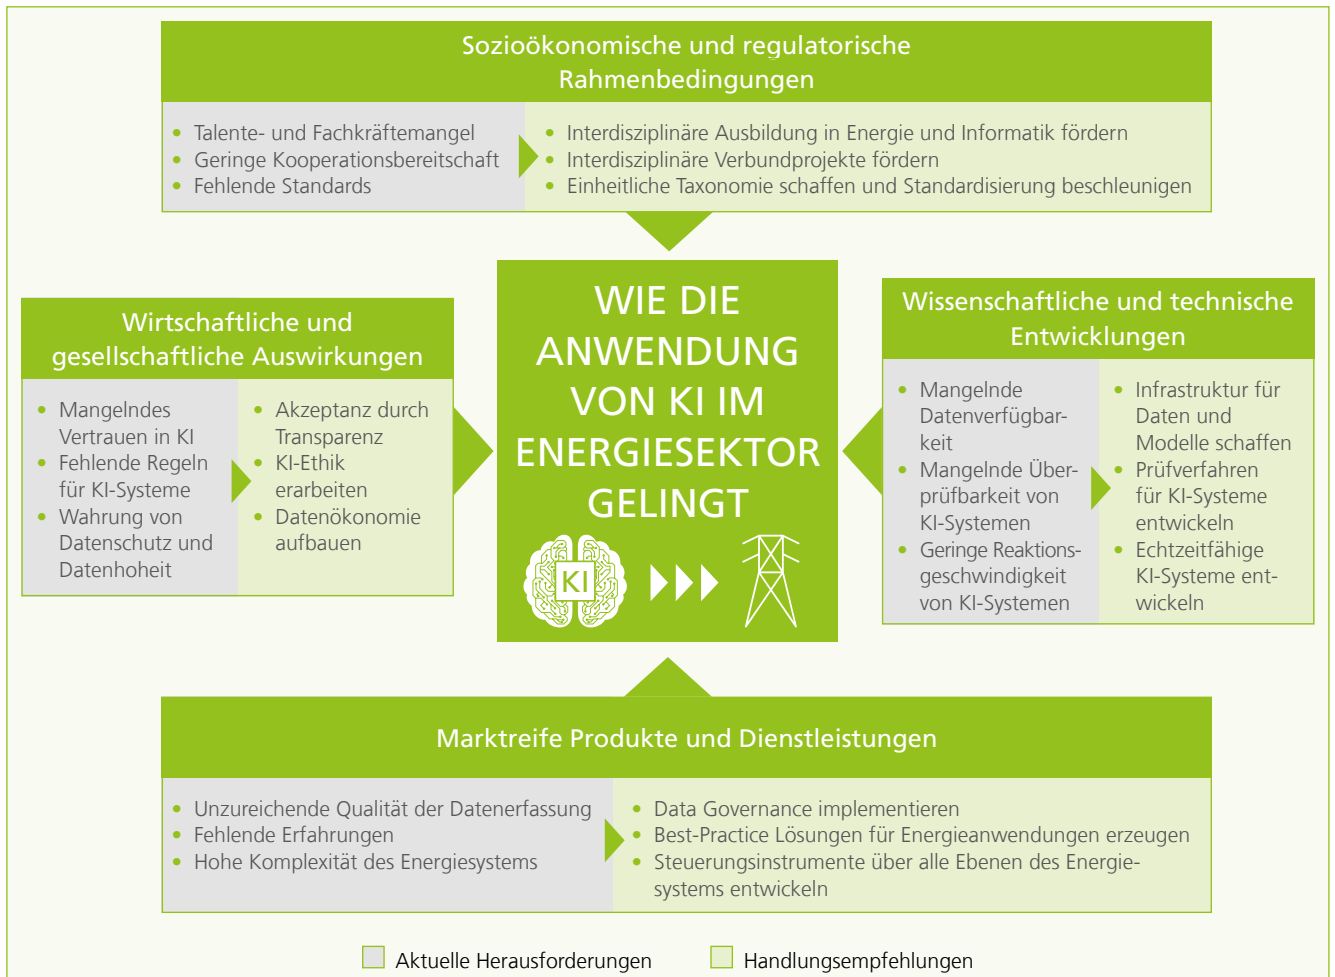 Sozioökonomische und regulatorische
Rahmenbedingungen
• Talente- und Fachkräftemangel
• Geringe Kooperationsbereitschaft
• Fehlende Standards
• Interdisziplinäre Ausbildung in Energie und Informatik fördern
• Interdisziplinäre Verbundprojekte fördern
• Einheitliche Taxonomie schaffen und Standardisierung beschleunigen
Wirtschaftliche und
gesellschaftliche Auswirkungen
• Mangelndes
Vertrauen in KI
• Fehlende Regeln
für KI-Systeme
• Wahrung von
Datenschutz und
Datenhoheit
• Akzeptanz durch
Transparenz
• KI-Ethik
erarbeiten
• Datenökonomie
aufbauen
WIE DIE
ANWENDUNG
VON KI IM
ENERGIESEKTOR
GELINGT
KI
Wissenschaftliche und technische
Entwicklungen
• Mangelnde
Datenverfügbar-
keit
• Mangelnde Über-
prüfbarkeit von
KI-Systemen
• Geringe Reaktions-
geschwindigkeit
von KI-Systemen
• Infrastruktur für
Daten und
Modelle schaffen
• Prüfverfahren
für KI-Systeme
entwickeln
• Echtzeitfähige
KI-Systeme ent-
wickeln
Marktreife Produkte und Dienstleistungen
• Unzureichende Qualität der Datenerfassung
• Fehlende Erfahrungen
• Hohe Komplexität des Energiesystems
• Data Governance implementieren
• Best-Practice Lösungen für Energieanwendungen erzeugen
• Steuerungsinstrumente über alle Ebenen des Energie-
systems entwickeln
Aktuelle Herausforderungen
Handlungsempfehlungen